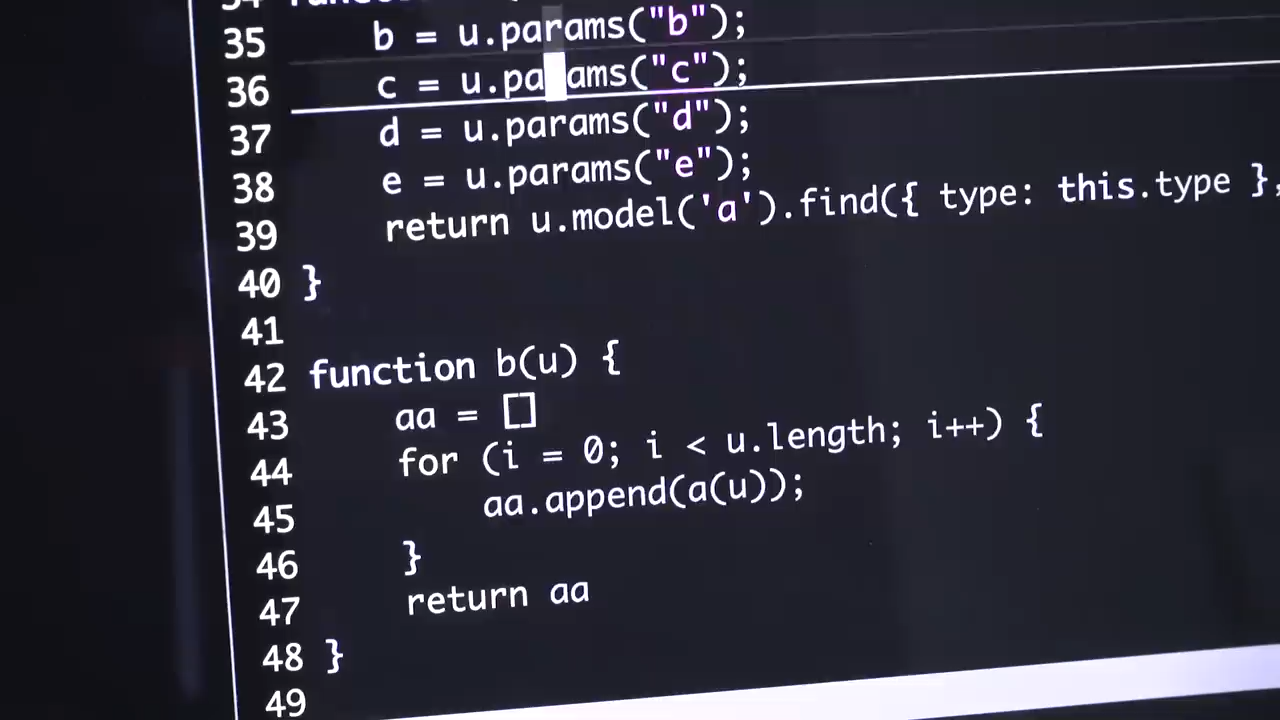 35 b = u.params("b");
36 c = u.params("c");
37 d = u.params("d");
38 e = u.params("e");
39 return u.model('a').find({ type: this.type },
40 }
41
42 function b(u) {
43 aa = []
44 for (i = 0; i < u.length; i++) {
45 aa.append(a(u));
46 }
47 return aa
48 }
49